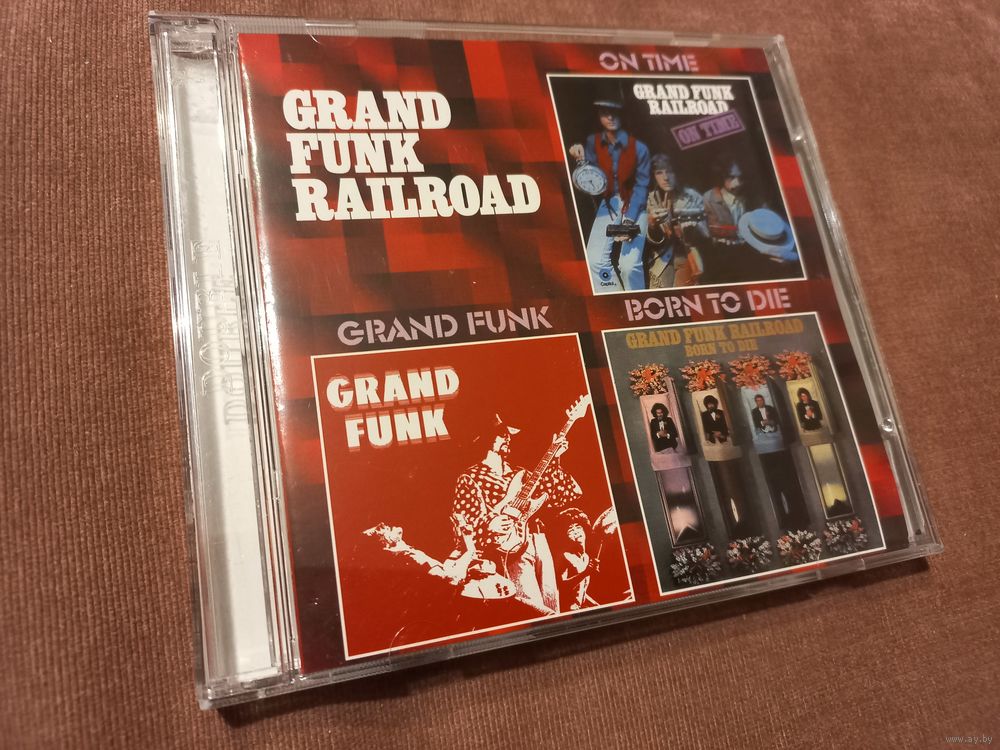 GRAND
FUNK
RAILROAD
ON TIME
GRAND FUNK
RAILROAD
ON TIME
Capitol
GRAND FUNK
GRAND
FUNK
BORN TO DIE
GRAND FUNK RAILROAD
BORN TO DIE
www.ay.by